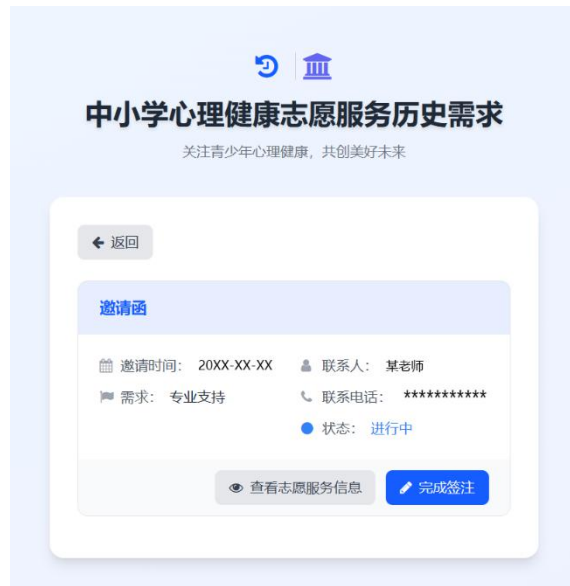 中小学心理健康志愿服务历史需求
关注青少年心理健康，共创美好未来
返回
邀请函
邀请时间： 20XX-XX-XX 联系人： 某老师
需求： 专业支持 联系电话： ***********
状态： 进行中
查看志愿服务信息 完成签注